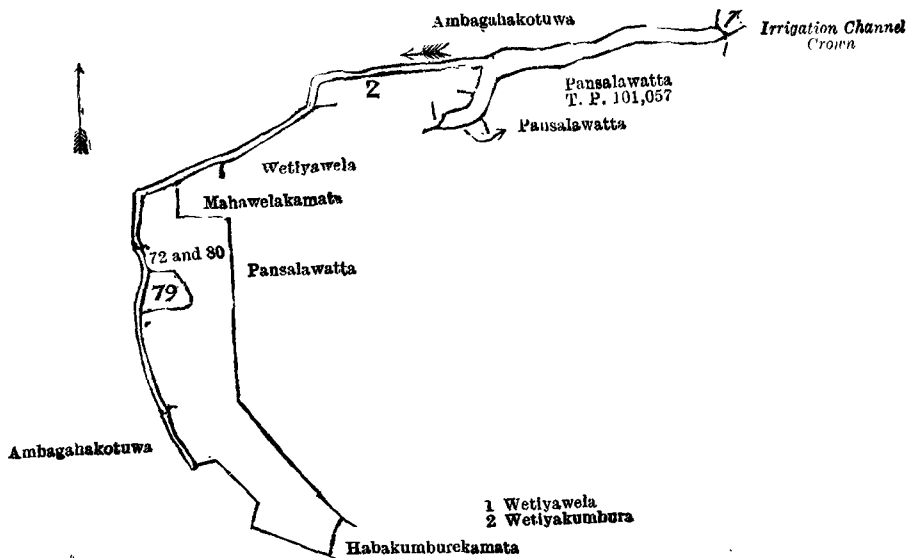 Ambagahakotuwa
Irrigation Channel
Crown
2
Pansalawatta
T. P. 101,057
Pansalawatta
Wetiyawela
Mahawelakamata
72 and 80
Pansalawatta
79
Ambagahakotuwa
1 Wetiyawela
2 Wetiyakumbura
Habakumburekamata